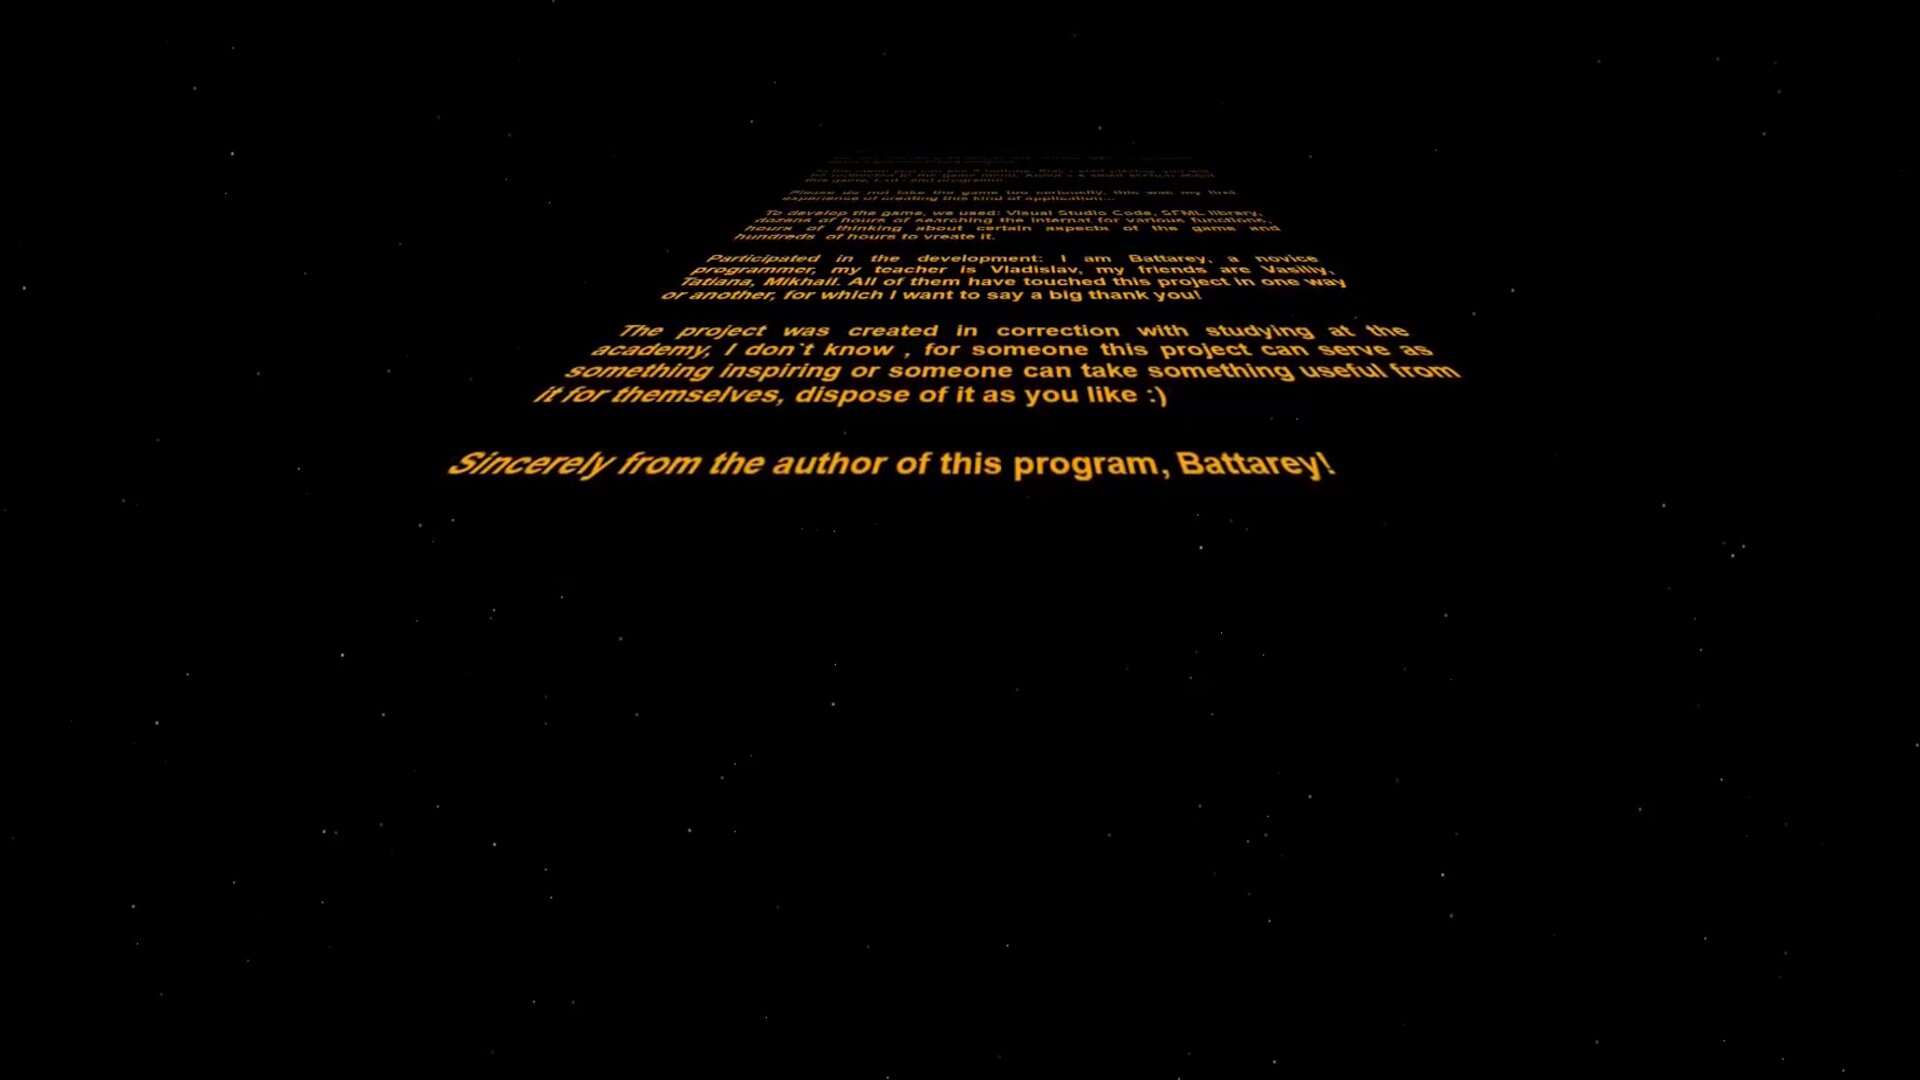 this game, Exit - end programm.
Please do not take the game too seriously, this was my first
experience of creating this kind of application...
To develop the game, we used: Visual Studio Code, SFML library,
dozens of hours of searching the Internat for various functions,
hours of thinking about certain aspects of the game and
hundreds of hours to vreate it.
Participated in the development: I am Battarey, a novice
programmer, my teacher is Vladislav, my friends are Vasiliy,
Tatiana, Mikhail. All of them have touched this project in one way
or another, for which I want to say a big thank you!
The project was created in correction with studying at the
academy, I don`t know , for someone this project can serve as
something inspiring or someone can take something useful from
it for themselves, dispose of it as you like :)
Sincerely from the author of this program, Battarey!